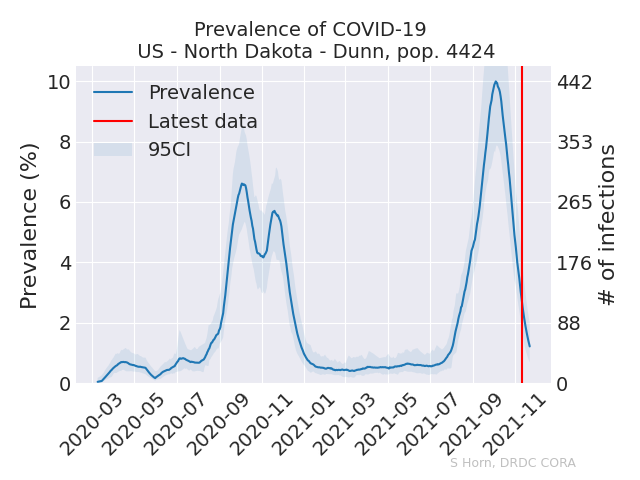 Prevalence of COVID-19
US - North Dakota - Dunn, pop. 4424
Prevalence
Latest data
95CI
Prevalence (%)
10
8
6
4
2
0
442
353
265
176
88
0
# of infections
2020-03
2020-05
2020-07
2020-09
2020-11
2021-01
2021-03
2021-05
2021-07
2021-09
2021-11
S Horn, DRDC CORA